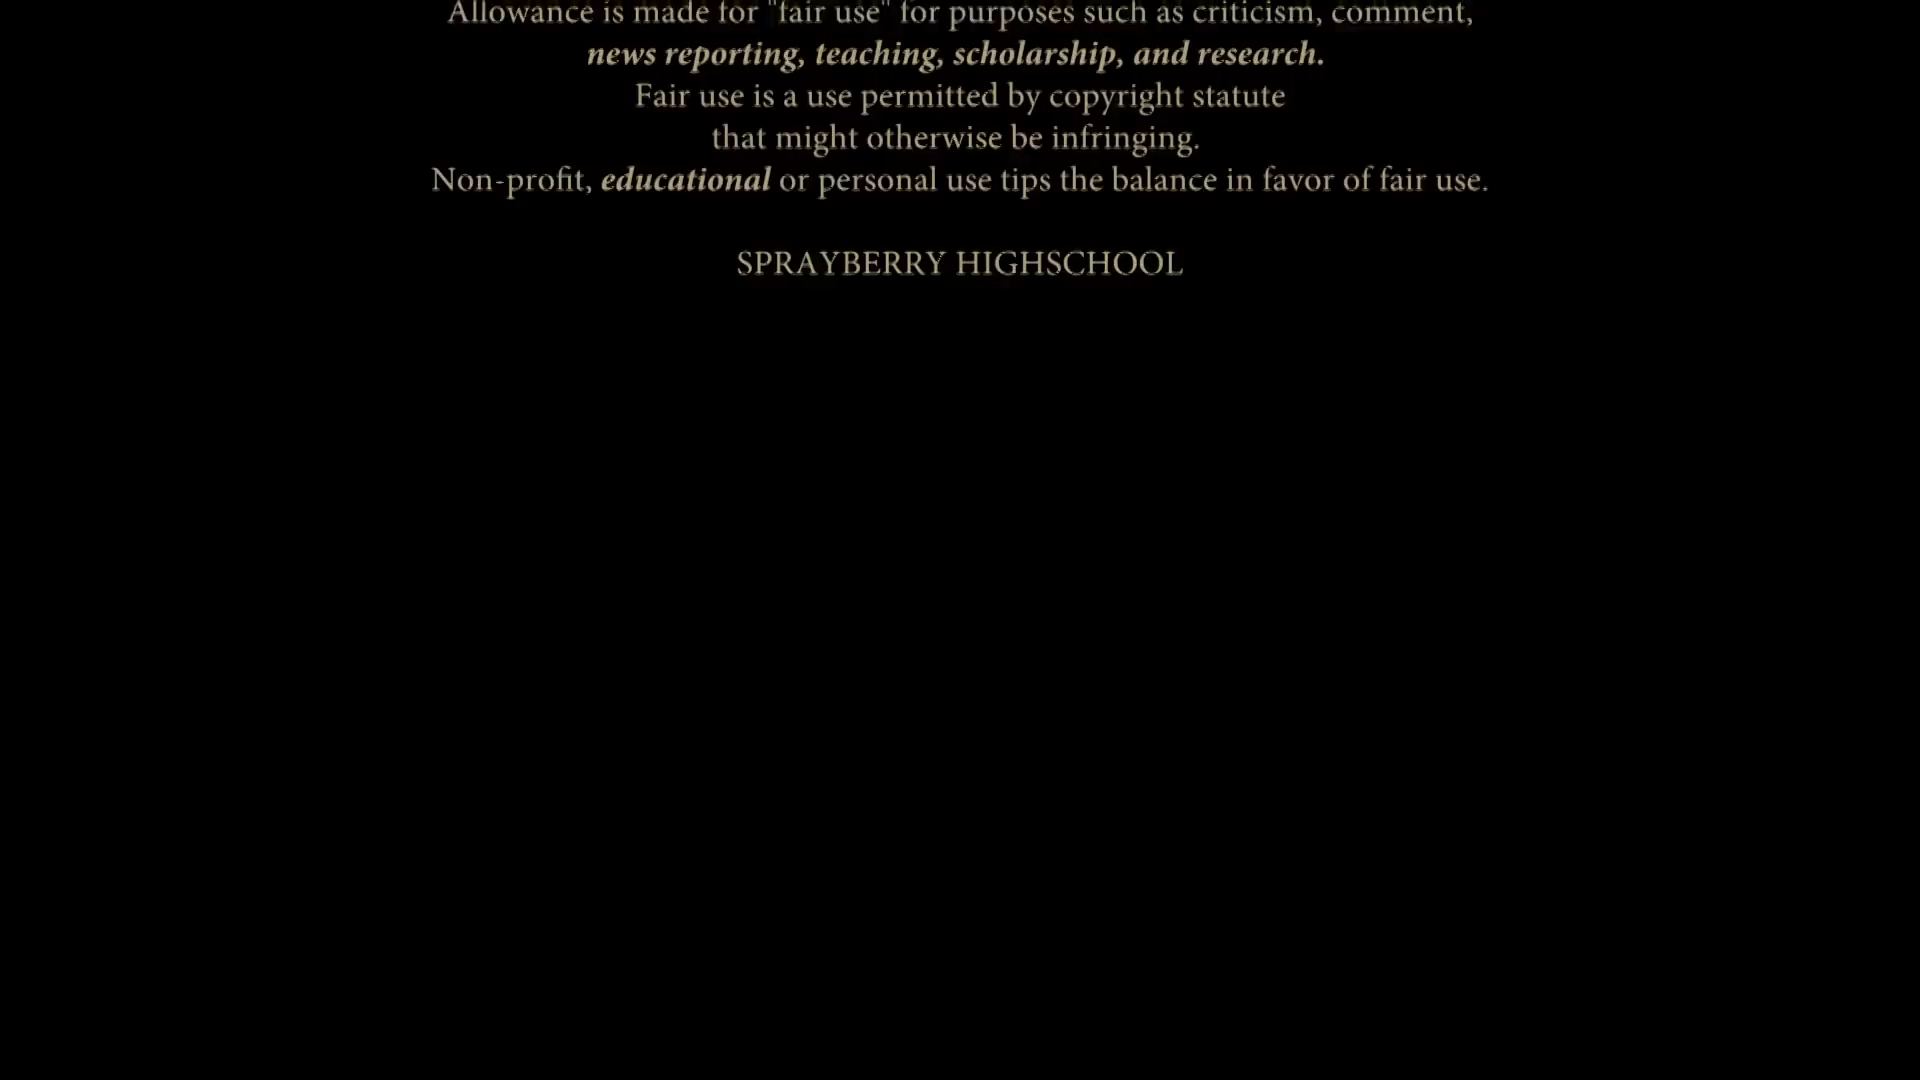 Allowance is made for "fair use" for purposes such as criticism, comment,
news reporting, teaching, scholarship, and research.
Fair use is a use permitted by copyright statute
that might otherwise be infringing.
Non-profit, educational or personal use tips the balance in favor of fair use.
SPRAYBERRY HIGHSCHOOL